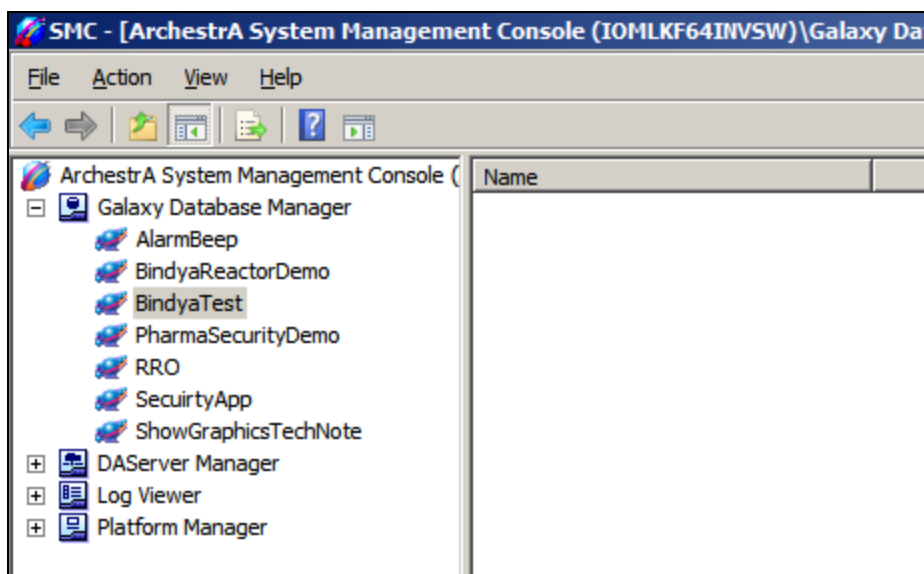 SMC - [ArchestrA System Management Console (IOMLKF64INVSW)\Galaxy Da
File Action View Help
ArchestrA System Management Console (
Name
Galaxy Database Manager
AlarmBeep
BindyaReactorDemo
BindyaTest
PharmaSecurityDemo
RRO
SecuirtyApp
ShowGraphicsTechNote
DAServer Manager
Log Viewer
Platform Manager